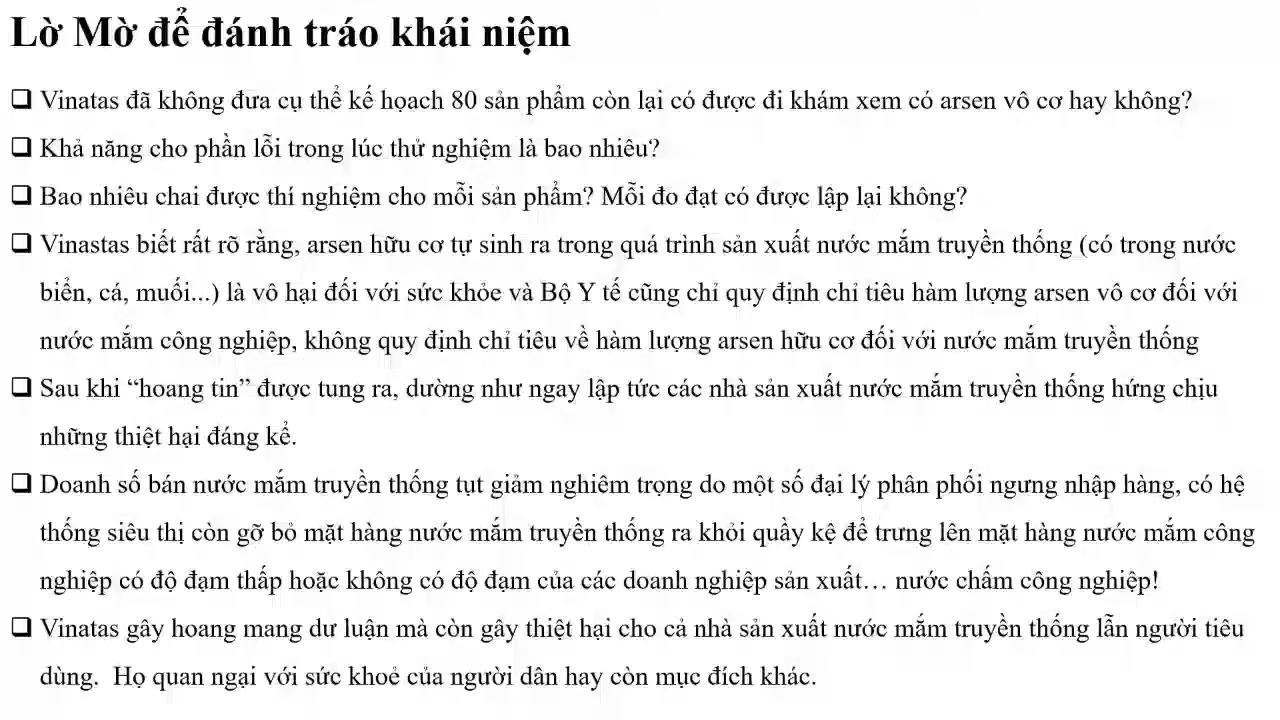 Lờ Mờ để đánh tráo khái niệm
❑ Vinatas đã không đưa cụ thể kế họach 80 sản phẩm còn lại có được đi khám xem có arsen vô cơ hay không?
❑ Khả năng cho phần lỗi trong lúc thử nghiệm là bao nhiêu?
❑ Bao nhiêu chai được thí nghiệm cho mỗi sản phẩm? Mỗi đo đạt có được lập lại không?
❑ Vinastas biết rất rõ rằng, arsen hữu cơ tự sinh ra trong quá trình sản xuất nước mắm truyền thống (có trong nước
biển, cá, muối...) là vô hại đối với sức khỏe và Bộ Y tế cũng chỉ quy định chỉ tiêu hàm lượng arsen vô cơ đối với
nước mắm công nghiệp, không quy định chỉ tiêu về hàm lượng arsen hữu cơ đối với nước mắm truyền thống
❑ Sau khi “hoang tin” được tung ra, dường như ngay lập tức các nhà sản xuất nước mắm truyền thống hứng chịu
những thiệt hại đáng kể.
❑ Doanh số bán nước mắm truyền thống tụt giảm nghiêm trọng do một số đại lý phân phối ngưng nhập hàng, có hệ
thống siêu thị còn gỡ bỏ mặt hàng nước mắm truyền thống ra khỏi quầy kệ để trưng lên mặt hàng nước mắm công
nghiệp có độ đạm thấp hoặc không có độ đạm của các doanh nghiệp sản xuất… nước chấm công nghiệp!
❑ Vinatas gây hoang mang dư luận mà còn gây thiệt hại cho cả nhà sản xuất nước mắm truyền thống lẫn người tiêu
dùng.  Họ quan ngại với sức khoẻ của người dân hay còn mục đích khác.